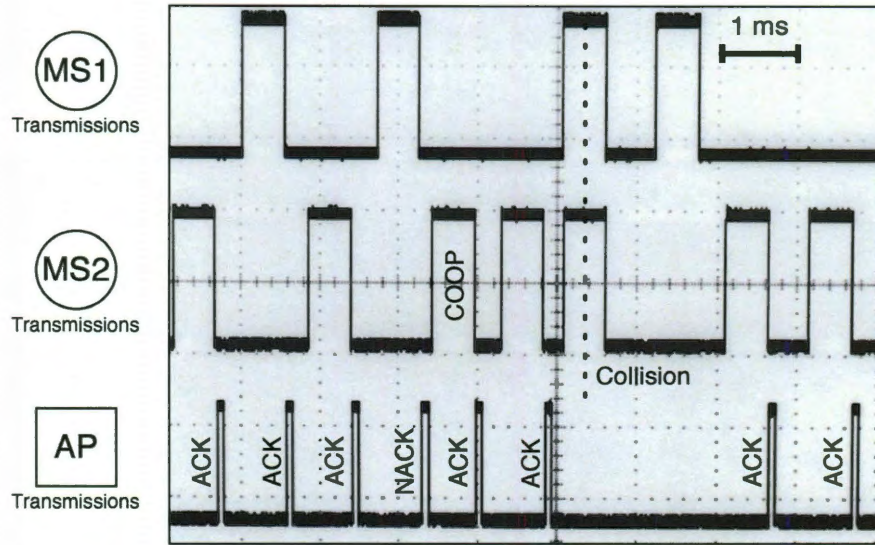 MS1
Transmissions
1 ms
MS2
Transmissions
COOP
Collision
AP
Transmissions
ACK
ACK
ACK
NACK
ACK
ACK
ACK
ACK